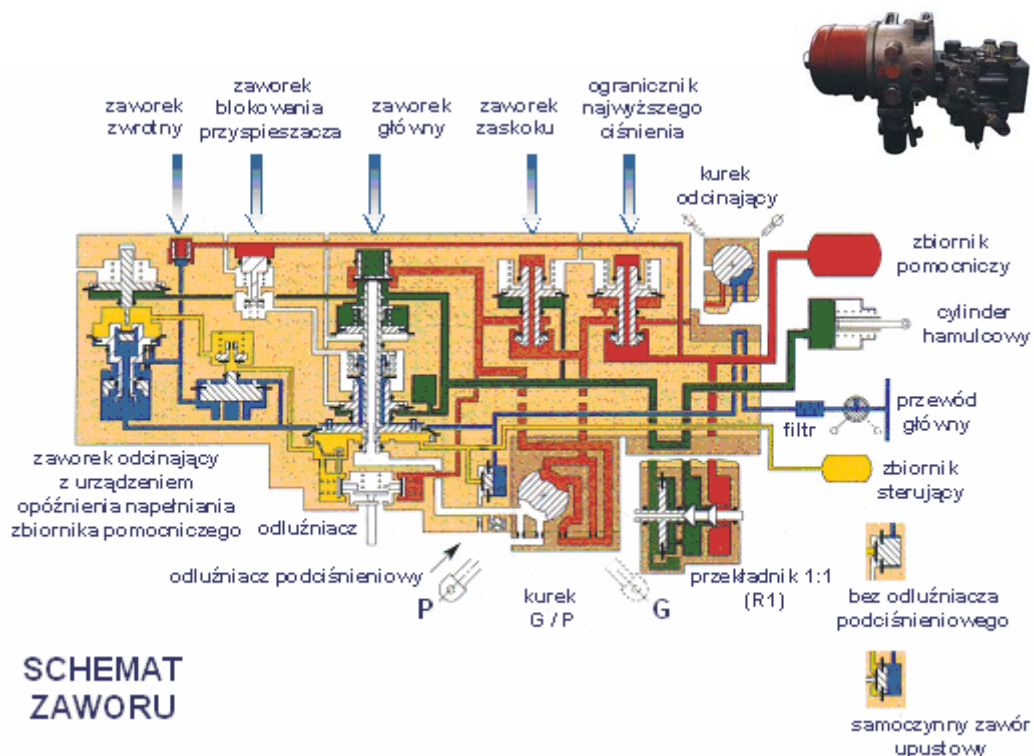 zaworek
zwrotny
zaworek
blokowania
przyspieszacza
zaworek
główny
zaworek
zaskoku
ogranicznik
najwyższego
ciśnienia
kurek
odcinający
zbiornik
pomocniczy
cylinder
hamulcowy
przewód
główny
filtr
zbiornik
sterujący
zaworek odcinający
z urządzeniem
opóźnienia napełniania
zbiornika pomocniczego
odluźniacz
odluźniacz podciśnieniowy
P
kurek
G / P
G
przekładnik 1:1
(R1)
bez odluźniacza
podciśnieniowego
samoczynny zawór
upustowy
SCHEMAT
ZAWORU